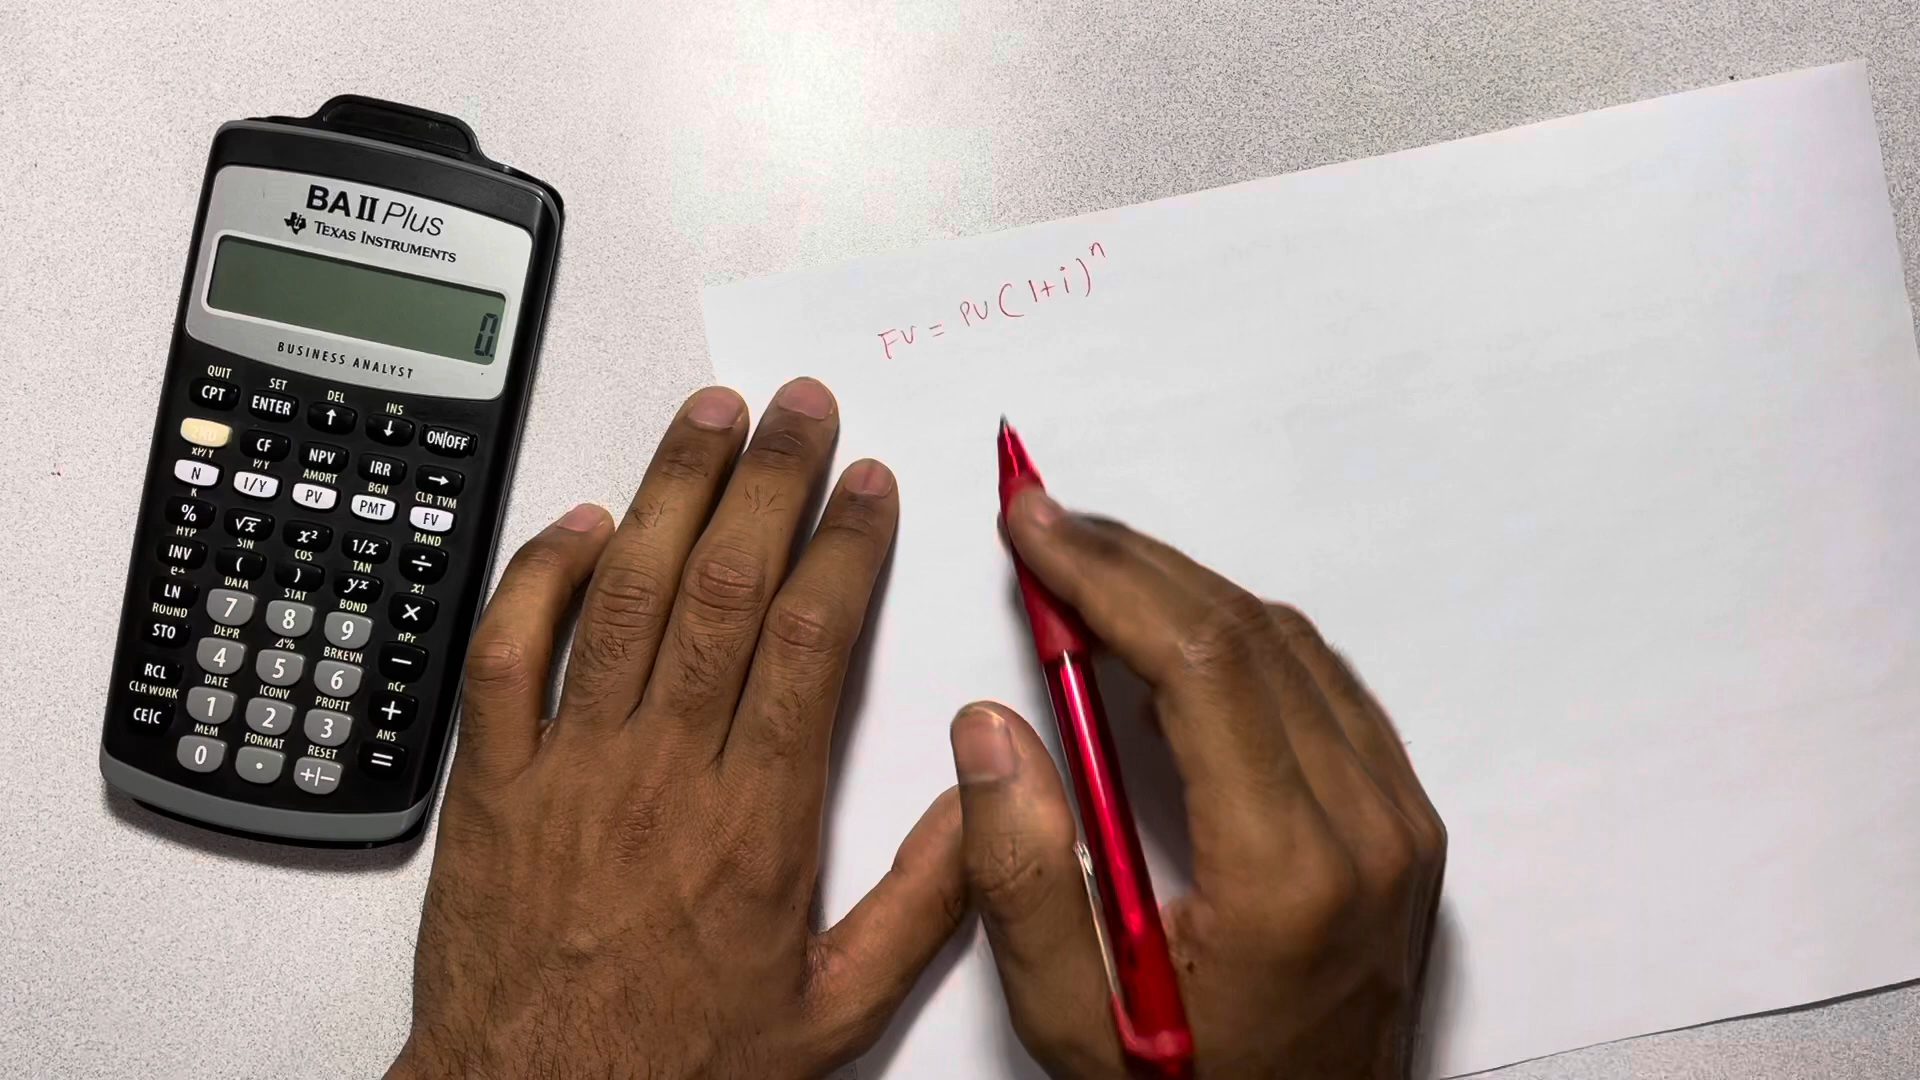 BA II Plus
TEXAS INSTRUMENTS
0.
BUSINESS ANALYST
QUIT SET DEL INS
CPT ENTER ↑ ↓ ON|OFF
2ND CF NPV IRR →
xP/Y P/Y AMORT BGN CLR TVM
N I/Y PV PMT FV
K RAND
% √x x² 1/x ÷
HYP SIN COS TAN x!
INV ( ) yx ×
ex DATA STAT BOND nPr
LN 7 8 9 −
ROUND DEPR Δ% BRKEVN nCr
STO 4 5 6 +
DATE ICONV PROFIT ANS
RCL 1 2 3 =
CLR WORK MEM FORMAT RESET
CE|C 0 . +|−
FV = PV (1+i)ⁿ